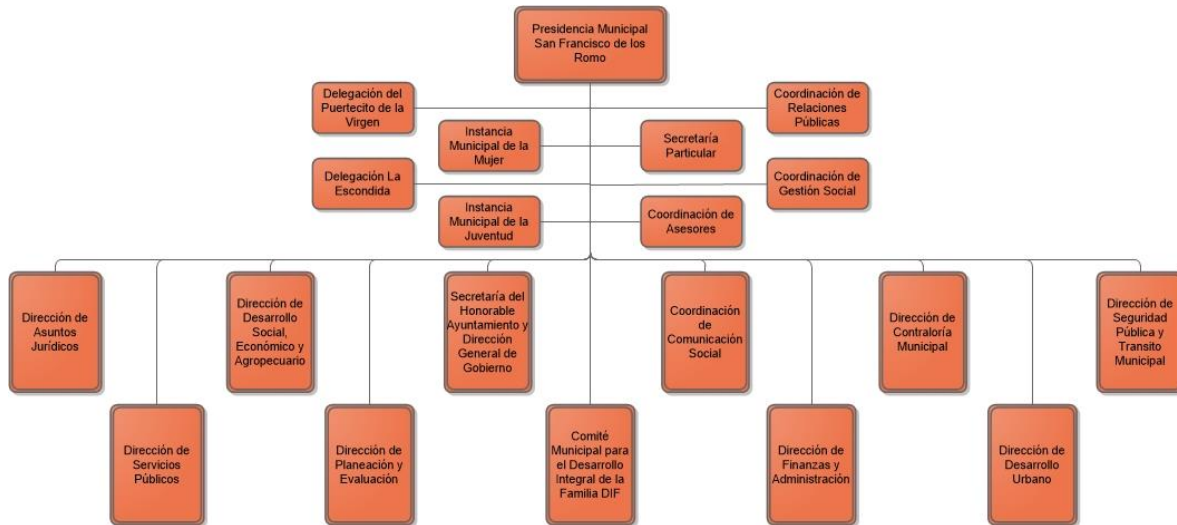 Presidencia Municipal
San Francisco de los
Romo
Delegación del
Puertecito de la
Virgen
Coordinación de
Relaciones
Públicas
Instancia
Municipal de la
Mujer
Secretaría
Particular
Delegación La
Escondida
Coordinación de
Gestión Social
Instancia
Municipal de la
Juventud
Coordinación de
Asesores
Dirección de
Asuntos
Jurídicos
Dirección de
Desarrollo
Social,
Económico y
Agropecuario
Secretaría del
Honorable
Ayuntamiento y
Dirección
General de
Gobierno
Coordinación
de
Comunicación
Social
Dirección de
Contraloría
Municipal
Dirección de
Seguridad
Pública y
Transito
Municipal
Dirección de
Servicios
Públicos
Dirección de
Planeación y
Evaluación
Comité
Municipal para
el Desarrollo
Integral de la
Familia DIF
Dirección de
Finanzas y
Administración
Dirección de
Desarrollo
Urbano